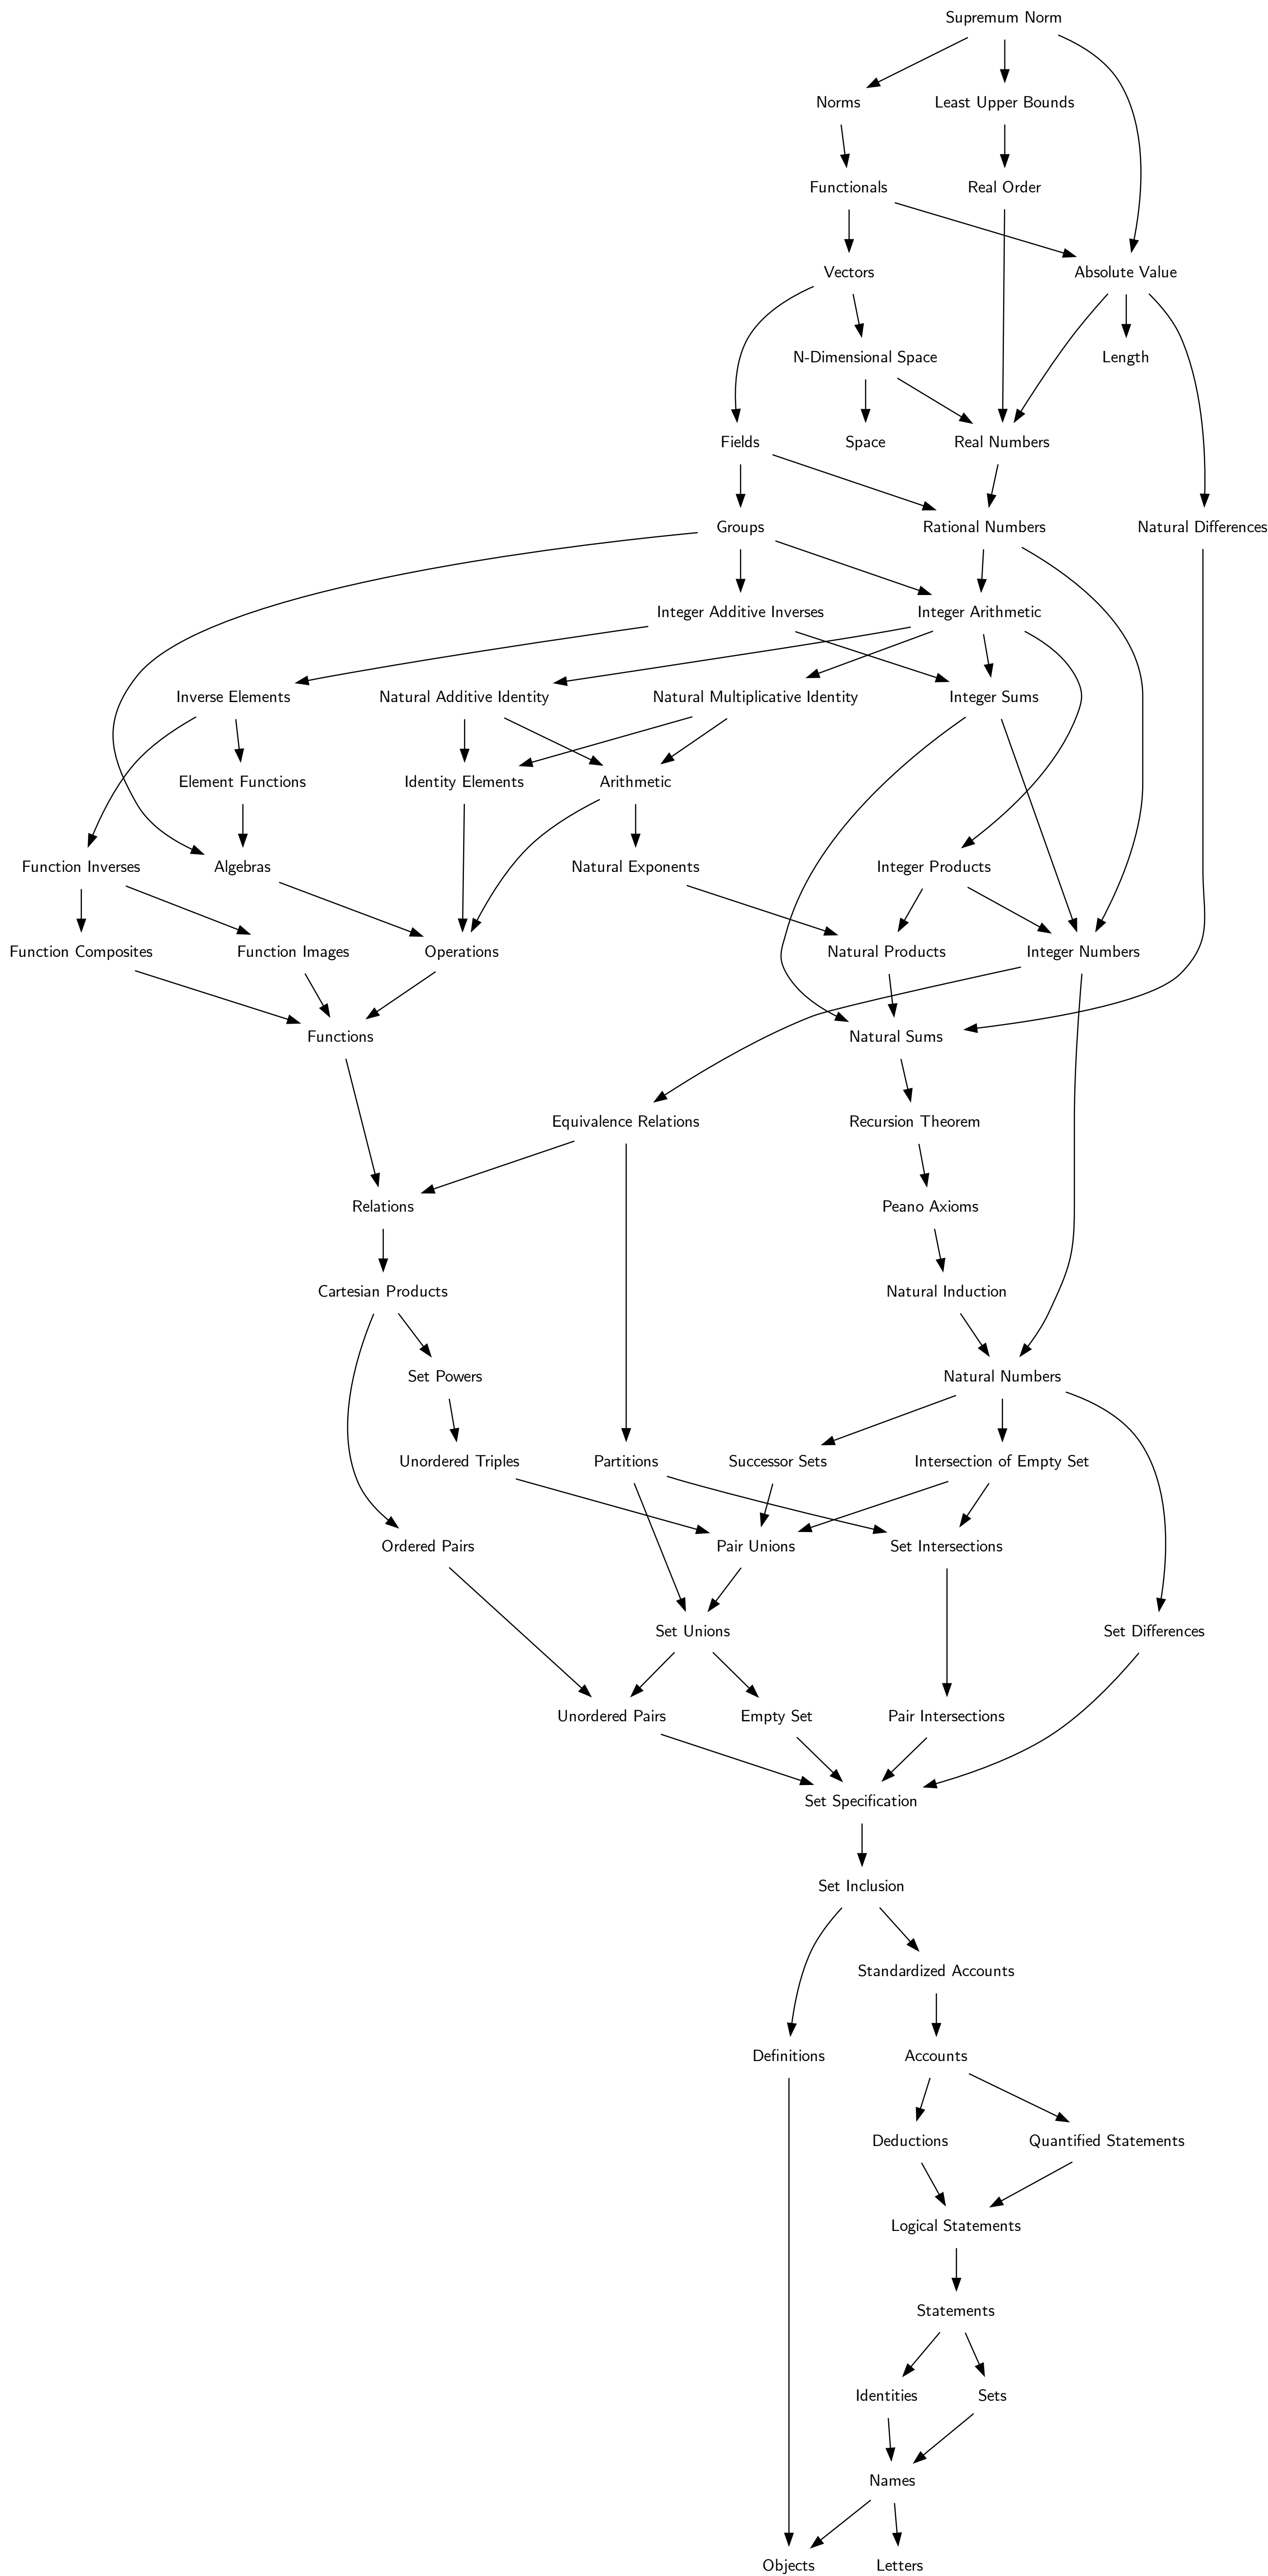 Supremum Norm
Norms
Least Upper Bounds
Functionals
Real Order
Vectors
Absolute Value
N-Dimensional Space
Length
Fields
Space
Real Numbers
Groups
Rational Numbers
Natural Differences
Integer Additive Inverses
Integer Arithmetic
Inverse Elements
Natural Additive Identity
Natural Multiplicative Identity
Integer Sums
Element Functions
Identity Elements
Arithmetic
Function Inverses
Algebras
Natural Exponents
Integer Products
Function Composites
Function Images
Operations
Natural Products
Integer Numbers
Functions
Natural Sums
Equivalence Relations
Recursion Theorem
Relations
Peano Axioms
Cartesian Products
Natural Induction
Set Powers
Natural Numbers
Unordered Triples
Partitions
Successor Sets
Intersection of Empty Set
Ordered Pairs
Pair Unions
Set Intersections
Set Unions
Set Differences
Unordered Pairs
Empty Set
Pair Intersections
Set Specification
Set Inclusion
Standardized Accounts
Definitions
Accounts
Deductions
Quantified Statements
Logical Statements
Statements
Identities
Sets
Names
Objects
Letters